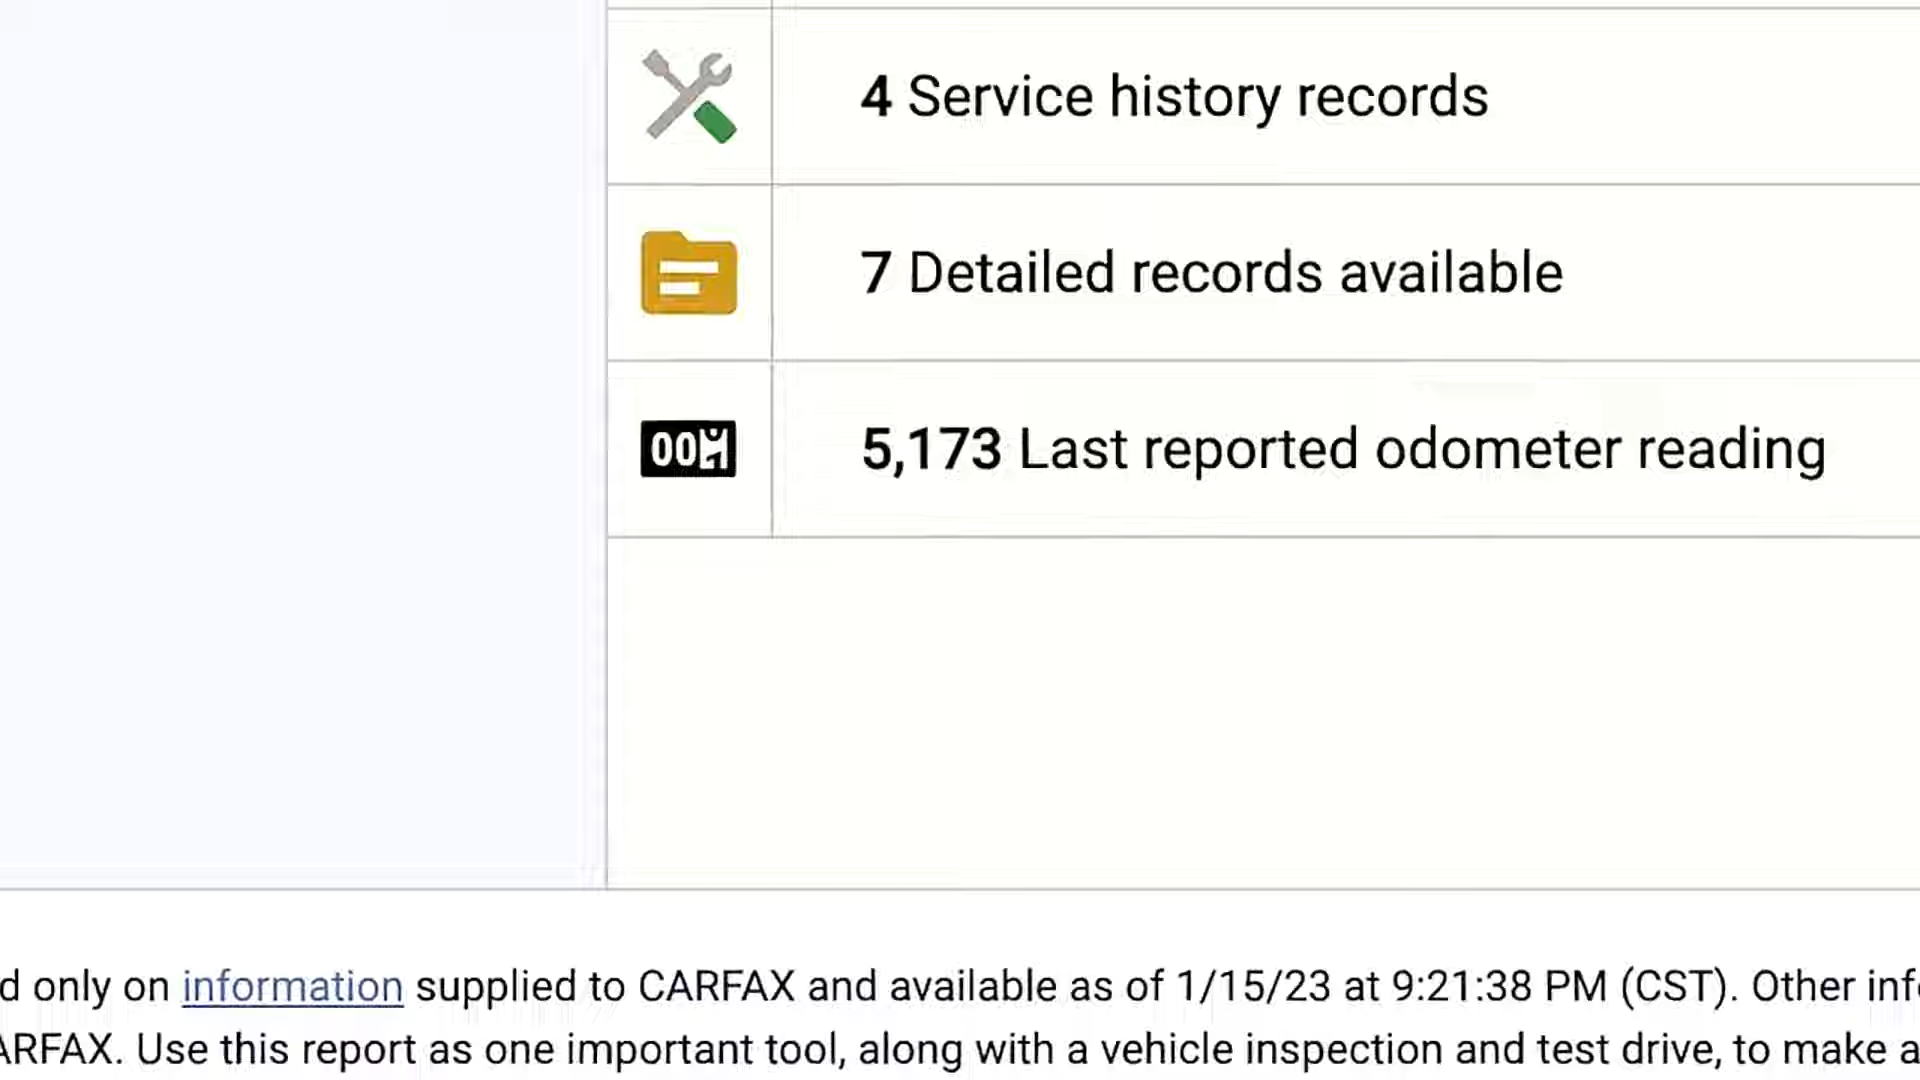 4 Service history records
7 Detailed records available
5,173 Last reported odometer reading
d only on information supplied to CARFAX and available as of 1/15/23 at 9:21:38 PM (CST). Other inf
ARFAX. Use this report as one important tool, along with a vehicle inspection and test drive, to make a